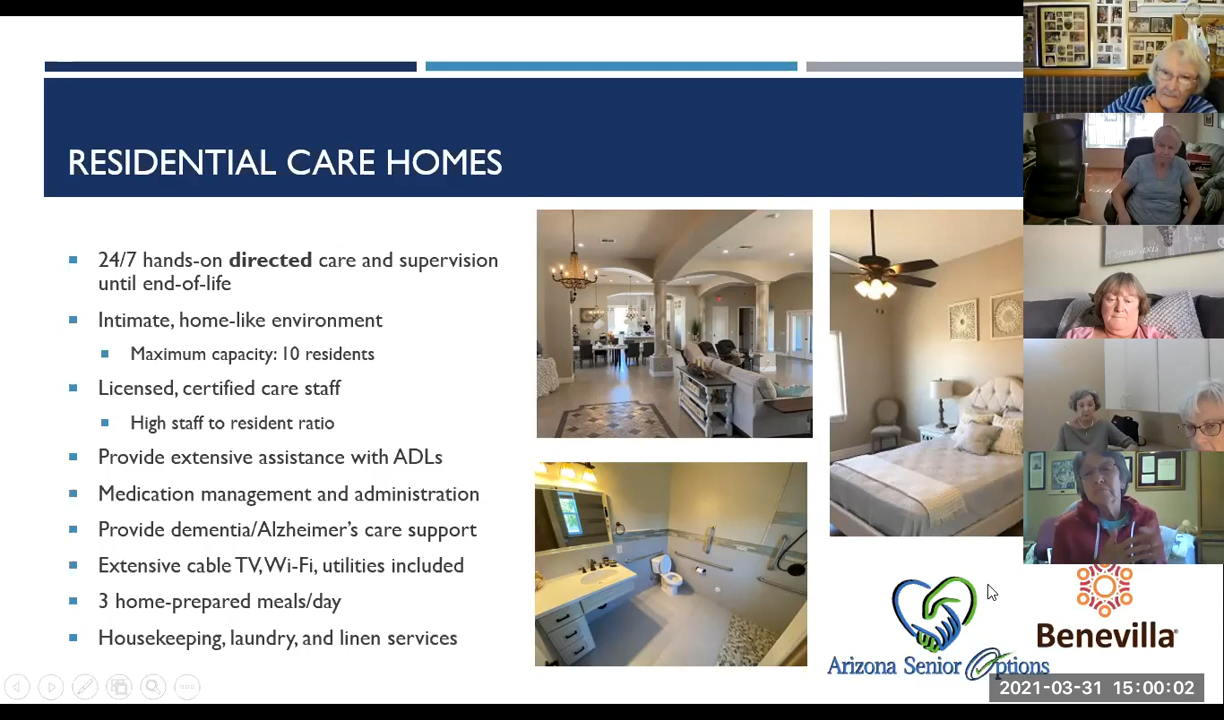 RESIDENTIAL CARE HOMES
24/7 hands-on directed care and supervision
until end-of-life
Intimate, home-like environment
Maximum capacity: 10 residents
Licensed, certified care staff
High staff to resident ratio
Provide extensive assistance with ADLs
Medication management and administration
Provide dementia/Alzheimer's care support
Extensive cable TV, Wi-Fi, utilities included
3 home-prepared meals/day
Housekeeping, laundry, and linen services
Arizona Senior Options
Benevilla
2021-03-31 15:00:02